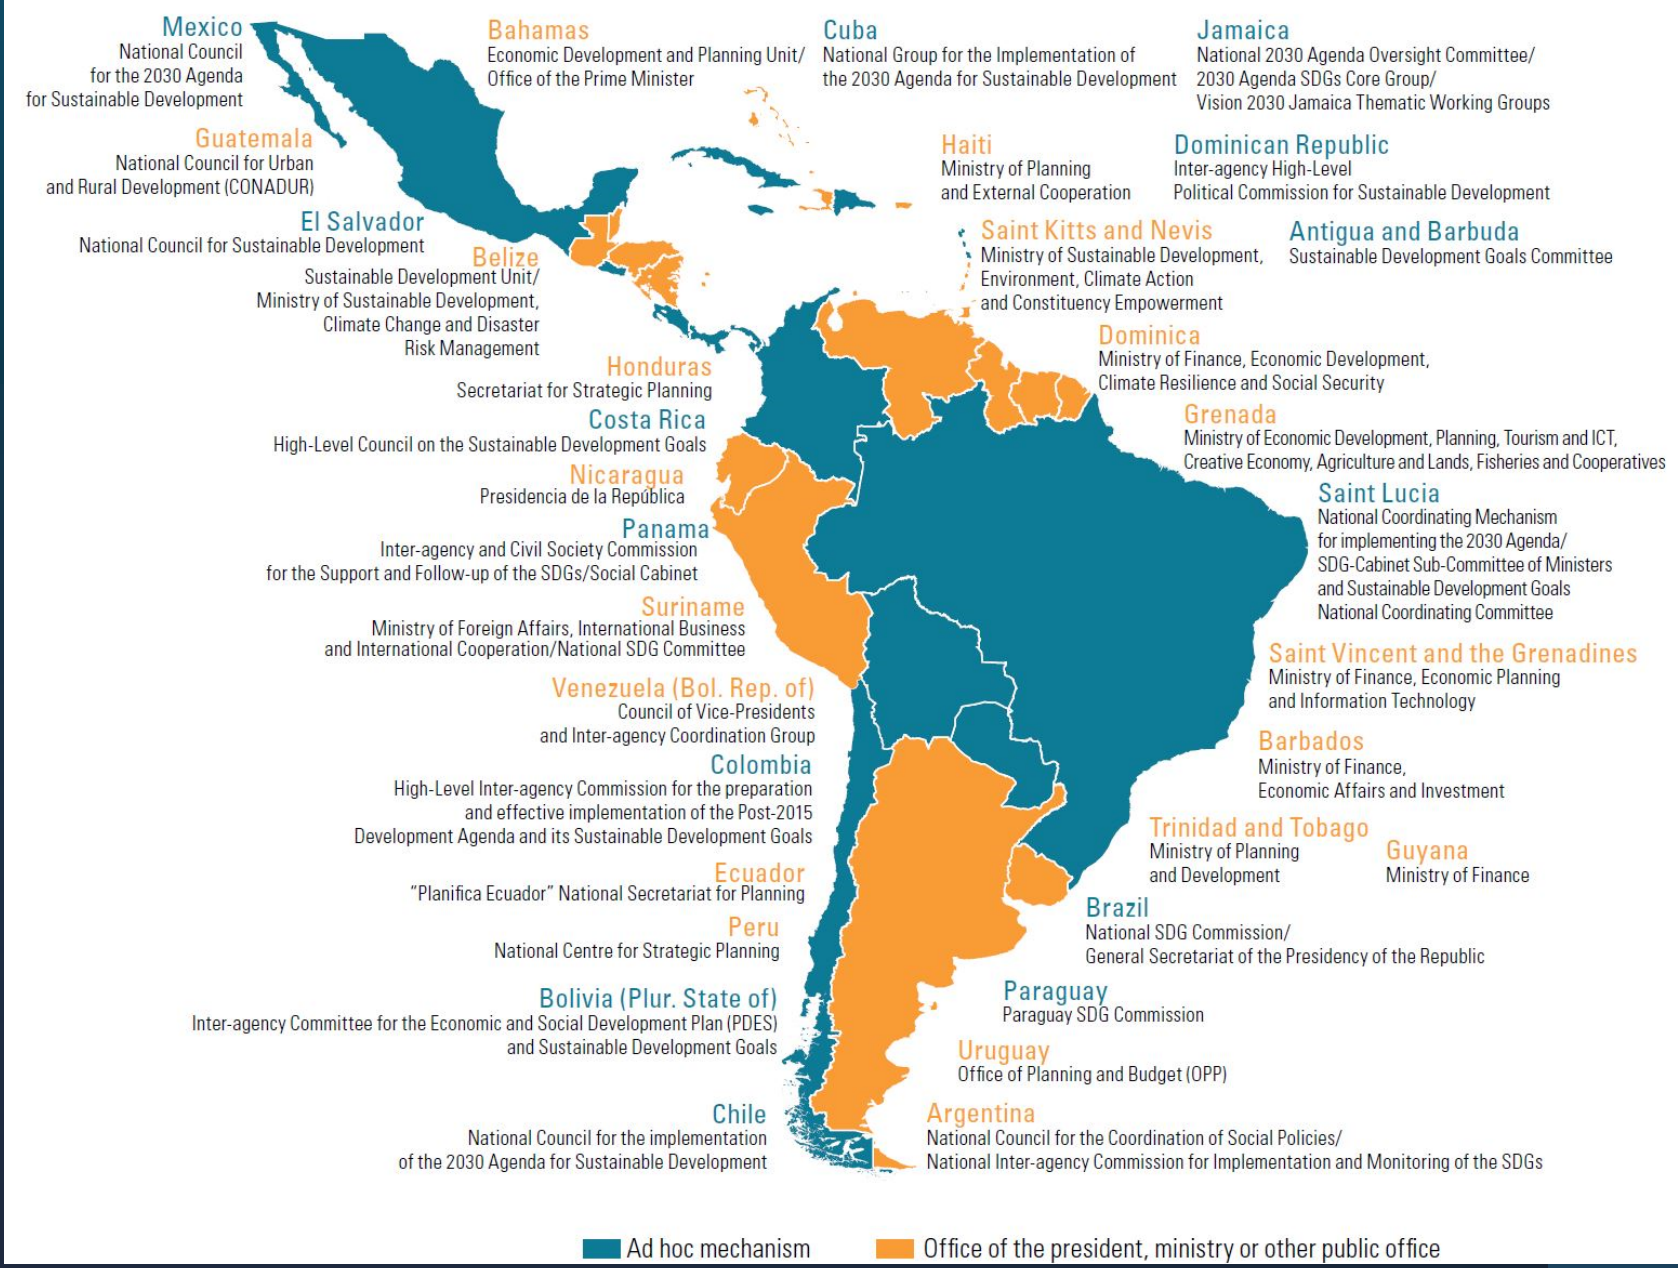 Mexico
National Council
for the 2030 Agenda
for Sustainable Development
Bahamas
Economic Development and Planning Unit/
Office of the Prime Minister
Cuba
National Group for the Implementation of
the 2030 Agenda for Sustainable Development
Jamaica
National 2030 Agenda Oversight Committee/
2030 Agenda SDGs Core Group/
Vision 2030 Jamaica Thematic Working Groups
Guatemala
National Council for Urban
and Rural Development (CONADUR)
Haiti
Ministry of Planning
and External Cooperation
Dominican Republic
Inter-agency High-Level
Political Commission for Sustainable Development
El Salvador
National Council for Sustainable Development
Saint Kitts and Nevis
Ministry of Sustainable Development,
Environment, Climate Action
and Constituency Empowerment
Antigua and Barbuda
Sustainable Development Goals Committee
Belize
Sustainable Development Unit/
Ministry of Sustainable Development,
Climate Change and Disaster
Risk Management
Dominica
Ministry of Finance, Economic Development,
Climate Resilience and Social Security
Honduras
Secretariat for Strategic Planning
Grenada
Ministry of Economic Development, Planning, Tourism and ICT,
Creative Economy, Agriculture and Lands, Fisheries and Cooperatives
Costa Rica
High-Level Council on the Sustainable Development Goals
Nicaragua
Presidencia de la República
Saint Lucia
National Coordinating Mechanism
for implementing the 2030 Agenda/
SDG-Cabinet Sub-Committee of Ministers
and Sustainable Development Goals
National Coordinating Committee
Panama
Inter-agency and Civil Society Commission
for the Support and Follow-up of the SDGs/Social Cabinet
Suriname
Ministry of Foreign Affairs, International Business
and International Cooperation/National SDG Committee
Saint Vincent and the Grenadines
Ministry of Finance, Economic Planning
and Information Technology
Venezuela (Bol. Rep. of)
Council of Vice-Presidents
and Inter-agency Coordination Group
Barbados
Ministry of Finance,
Economic Affairs and Investment
Colombia
High-Level Inter-agency Commission for the preparation
and effective implementation of the Post-2015
Development Agenda and its Sustainable Development Goals
Trinidad and Tobago
Ministry of Planning
and Development
Guyana
Ministry of Finance
Ecuador
“Planifica Ecuador” National Secretariat for Planning
Brazil
National SDG Commission/
General Secretariat of the Presidency of the Republic
Peru
National Centre for Strategic Planning
Paraguay
Paraguay SDG Commission
Bolivia (Plur. State of)
Inter-agency Committee for the Economic and Social Development Plan (PDES)
and Sustainable Development Goals
Uruguay
Office of Planning and Budget (OPP)
Chile
National Council for the implementation
of the 2030 Agenda for Sustainable Development
Argentina
National Council for the Coordination of Social Policies/
National Inter-agency Commission for Implementation and Monitoring of the SDGs
Ad hoc mechanism
Office of the president, ministry or other public office